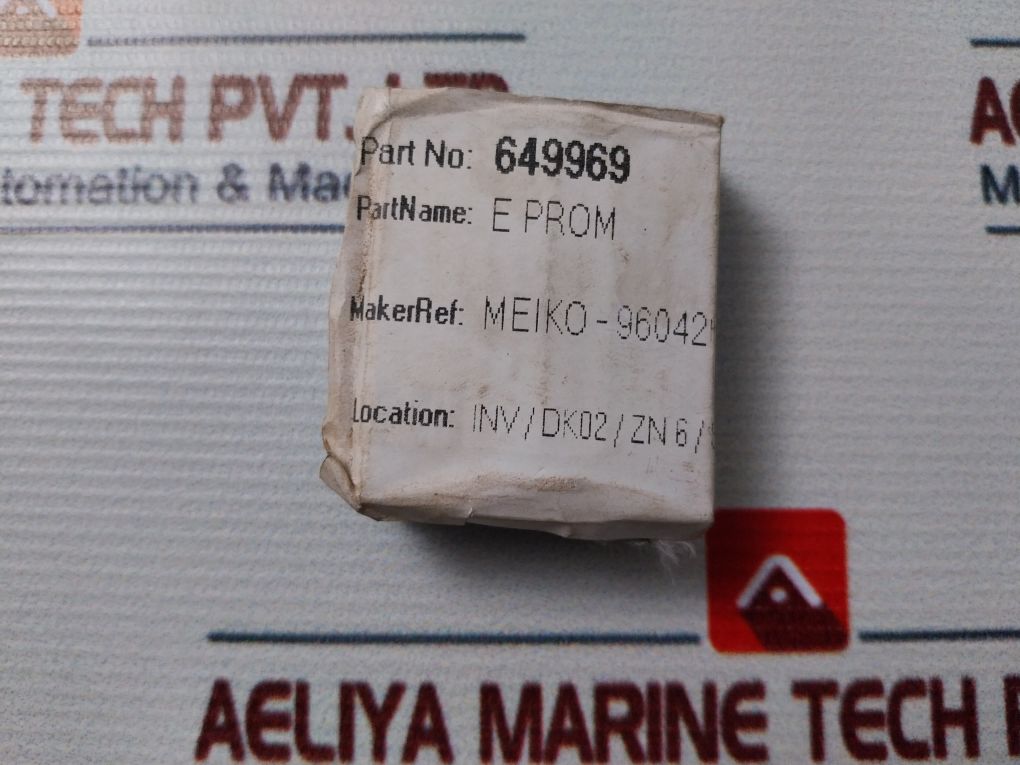 TECH PVT. LTD
tomation & Ma
Part No: 649969
PartName: E PROM
MakerRef: MEIKO - 96042
Location: INV / DK02 / ZN 6 /
AELIYA MARINE TECH P